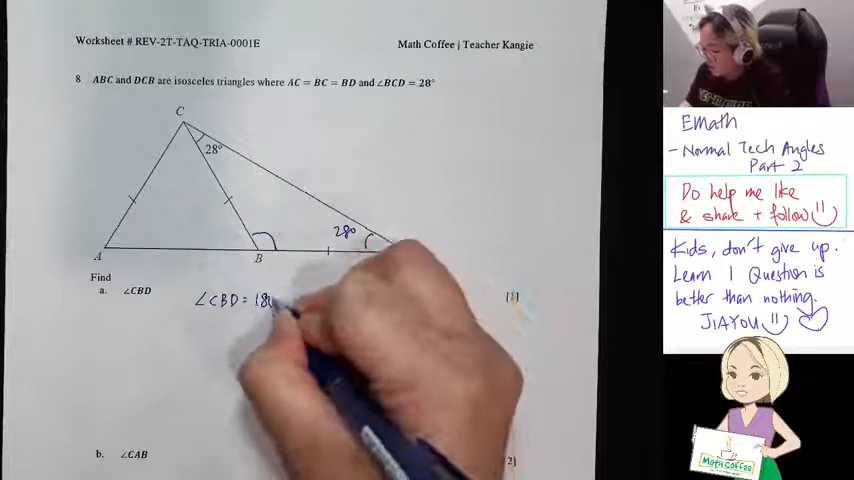 Worksheet # REV-2T-TAQ-TRIA-0001E
Math Coffee | Teacher Kangie
8 ABC and DCB are isosceles triangles where AC = BC = BD and ∠BCD = 28°
C
28°
28°
A
B
Find
a. ∠CBD
∠CBD = 180
[1]
b. ∠CAB
2]
EMath
- Normal Tech Angles
Part 2
Do help me like
& share + follow
Kids, don't give up.
Learn 1 Question is
better than nothing.
JIAYOU
Math Coffee